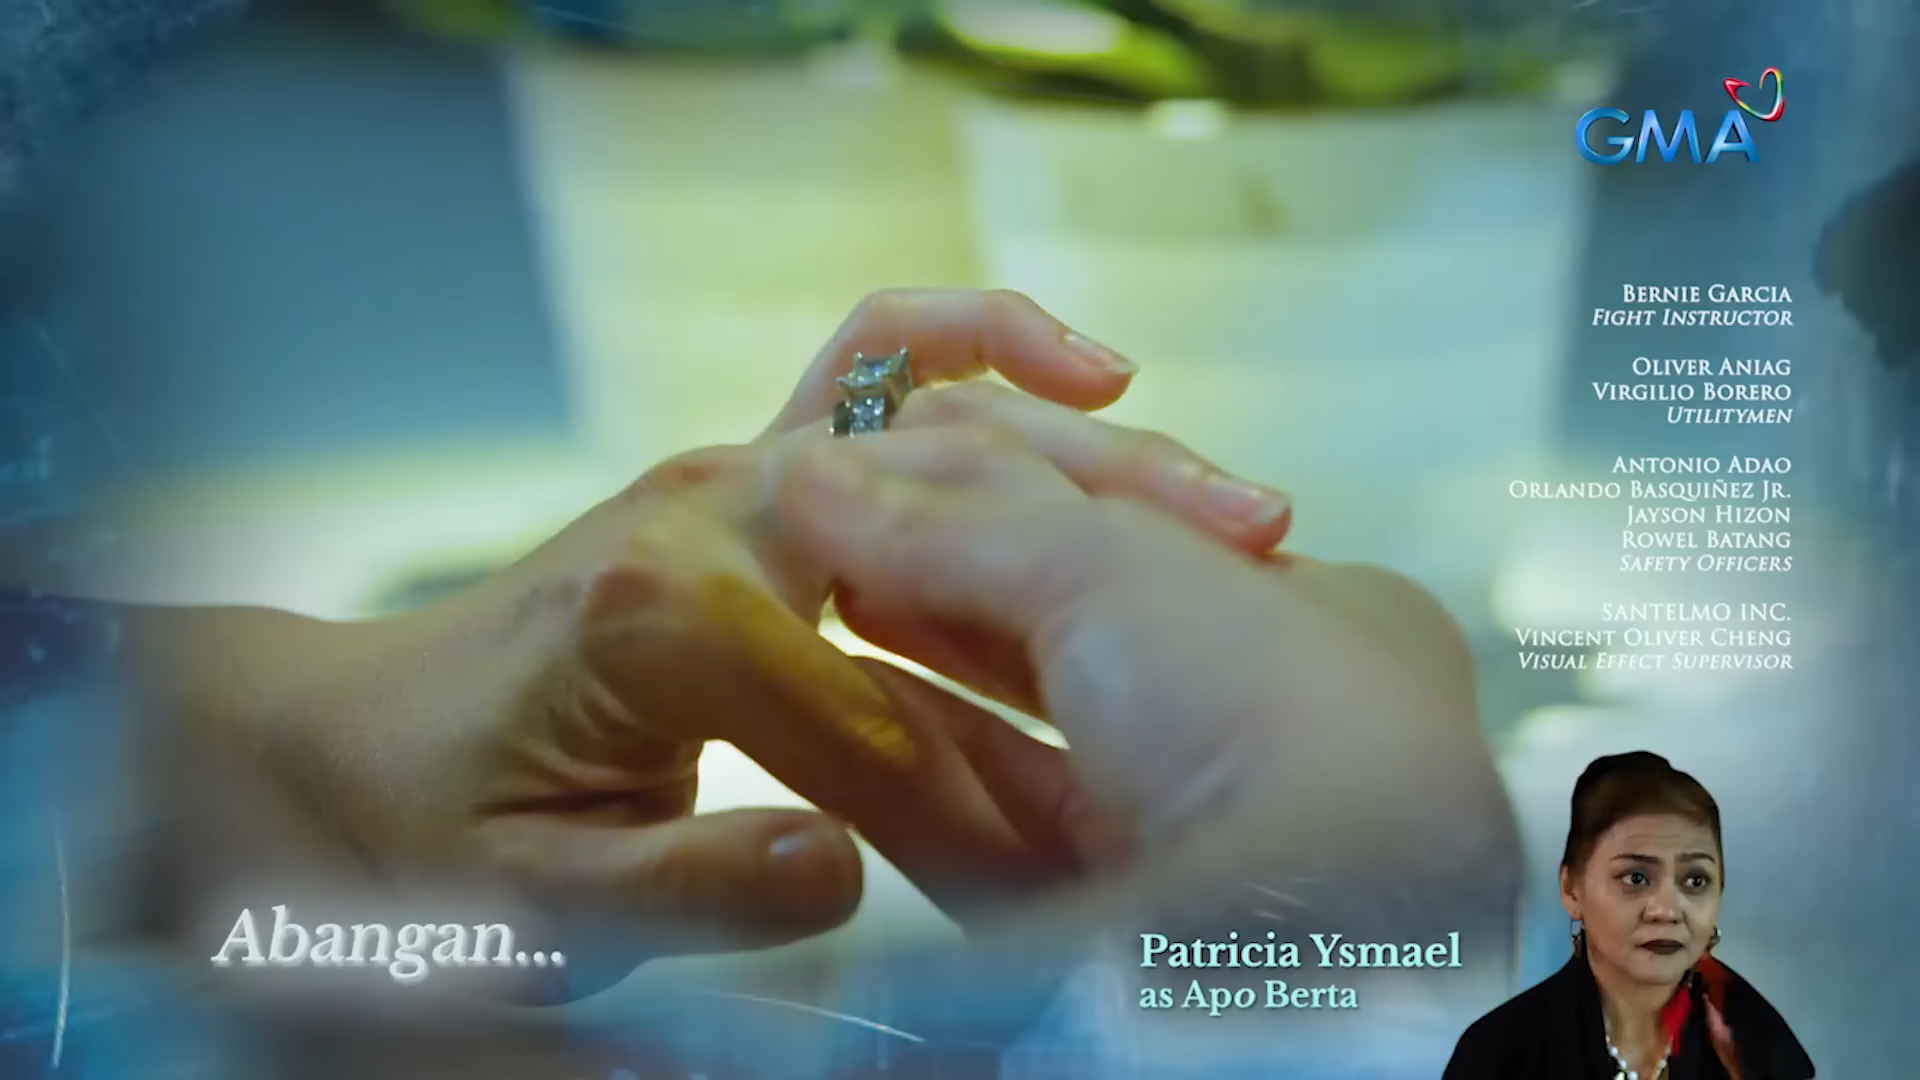 GMA
BERNIE GARCIA
FIGHT INSTRUCTOR
OLIVER ANIAG
VIRGILIO BORERO
UTILITYMEN
ANTONIO ADAO
ORLANDO BASQUIÑEZ JR.
JAYSON HIZON
ROWEL BATANG
SAFETY OFFICERS
SANTELMO INC.
VINCENT OLIVER CHENG
VISUAL EFFECT SUPERVISOR
Abangan...
Patricia Ysmael
as Apo Berta